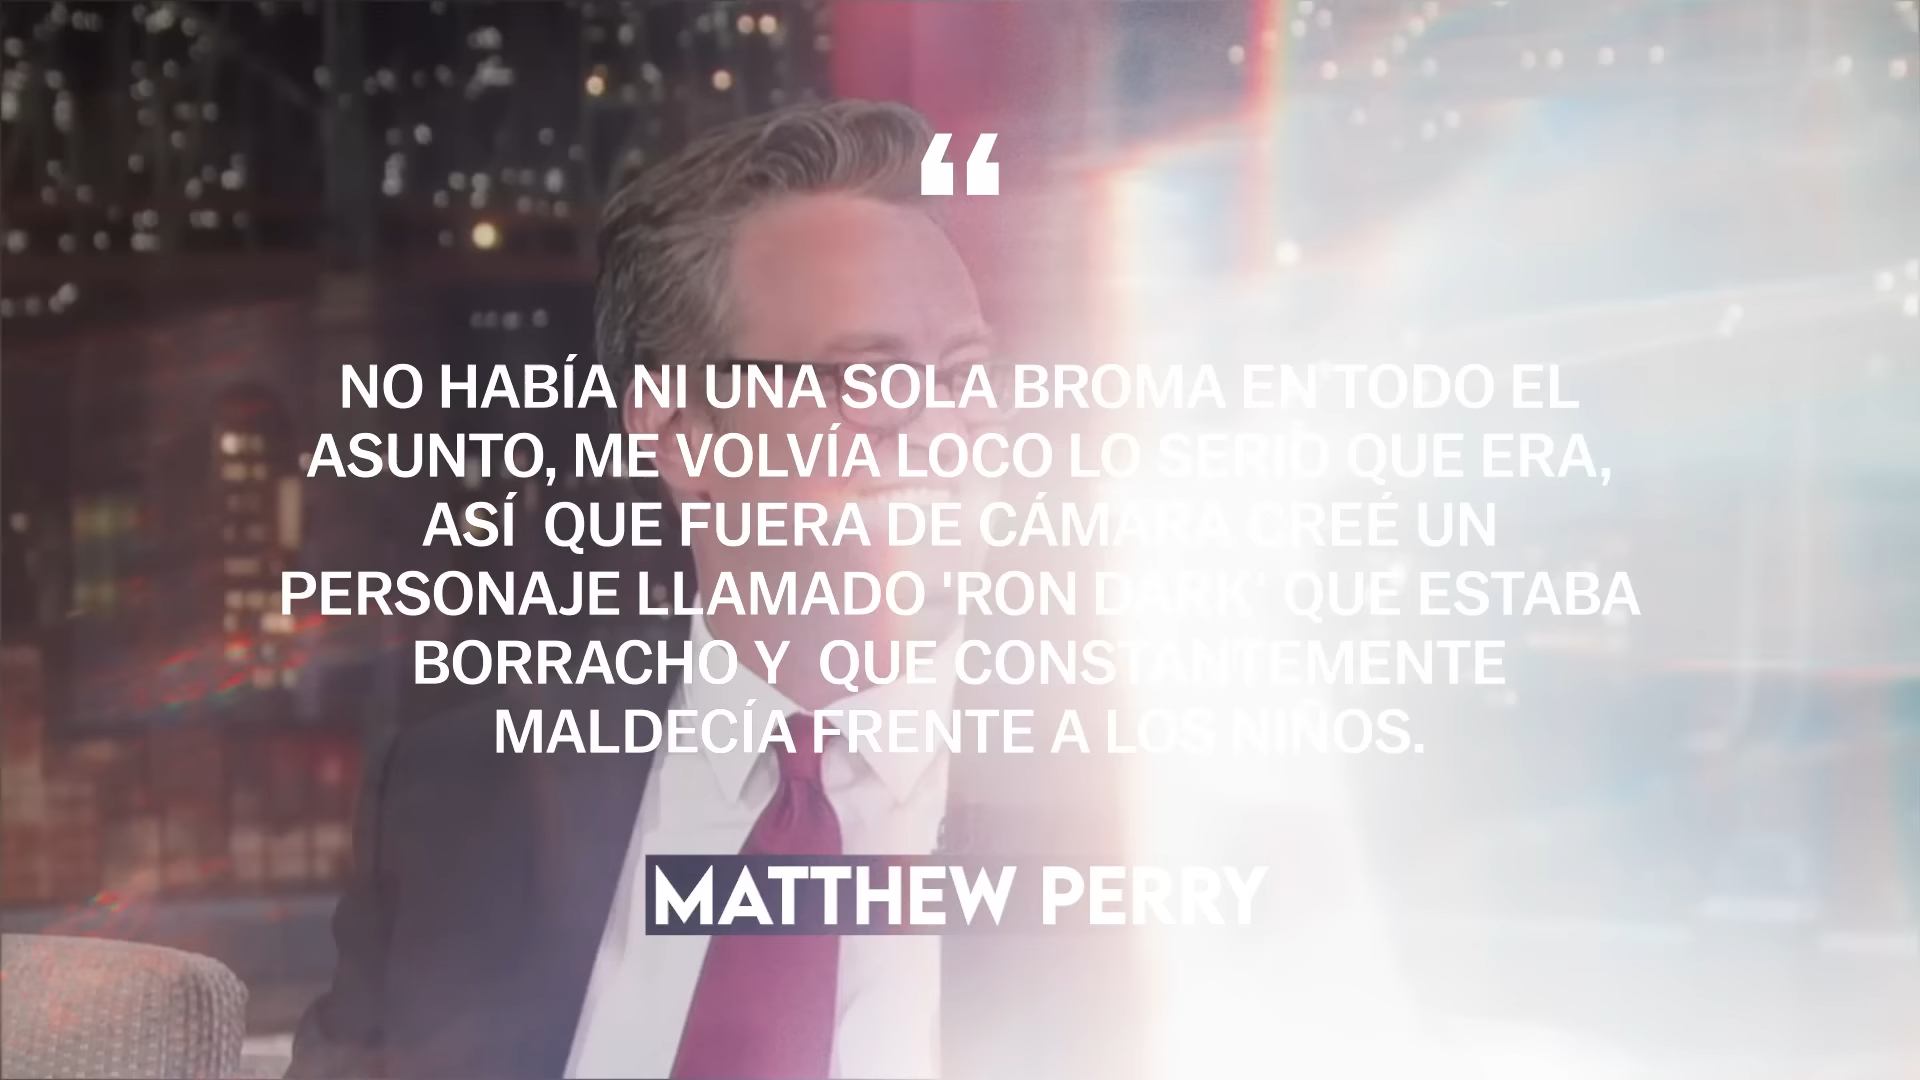 “
NO HABÍA NI UNA SOLA BROMA EN TODO EL
ASUNTO, ME VOLVÍA LOCO LO SERIO QUE ERA,
ASÍ  QUE FUERA DE CÁMARA CREÉ UN
PERSONAJE LLAMADO 'RON DARK' QUE ESTABA
BORRACHO Y  QUE CONSTANTEMENTE
MALDECÍA FRENTE A LOS NIÑOS.
MATTHEW PERRY